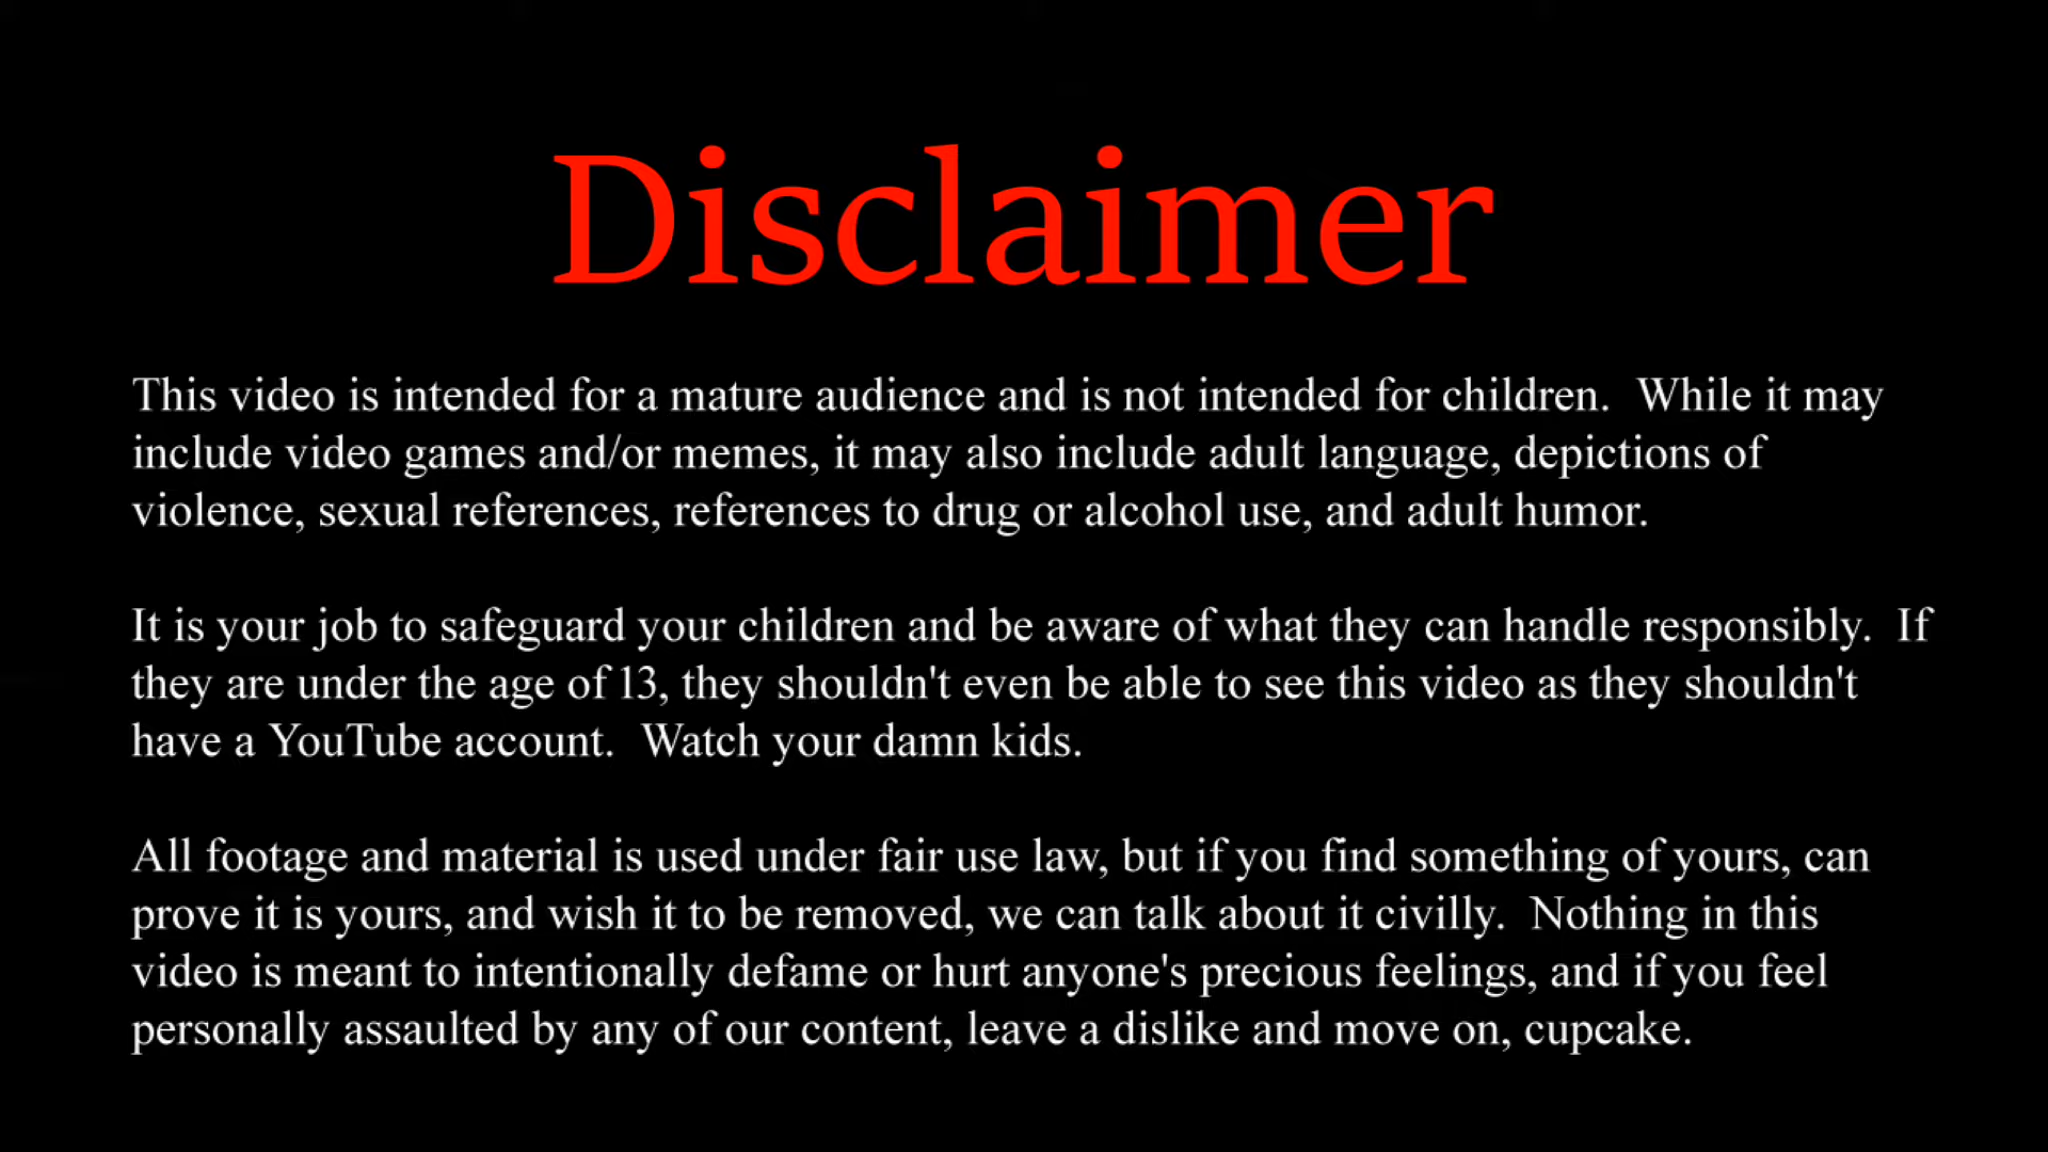 Disclaimer
This video is intended for a mature audience and is not intended for children.  While it may
include video games and/or memes, it may also include adult language, depictions of
violence, sexual references, references to drug or alcohol use, and adult humor.
It is your job to safeguard your children and be aware of what they can handle responsibly.  If
they are under the age of 13, they shouldn't even be able to see this video as they shouldn't
have a YouTube account.  Watch your damn kids.
All footage and material is used under fair use law, but if you find something of yours, can
prove it is yours, and wish it to be removed, we can talk about it civilly.  Nothing in this
video is meant to intentionally defame or hurt anyone's precious feelings, and if you feel
personally assaulted by any of our content, leave a dislike and move on, cupcake.